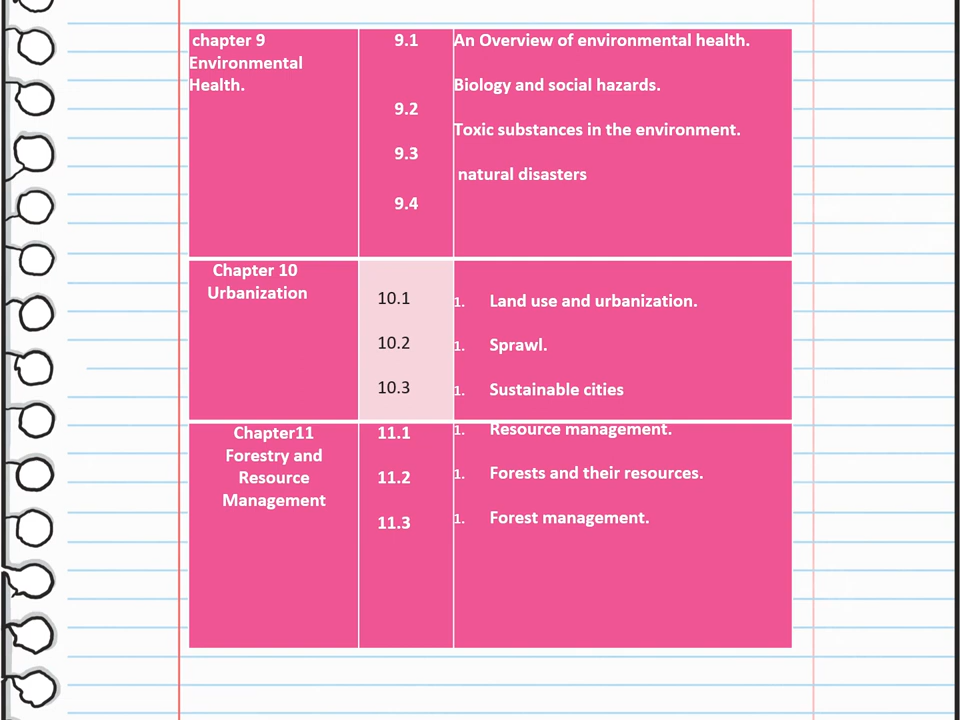 chapter 9
Environmental
Health.
9.1
9.2
9.3
9.4
An Overview of environmental health.
Biology and social hazards.
Toxic substances in the environment.
natural disasters
Chapter 10
Urbanization
10.1
10.2
10.3
1. Land use and urbanization.
1. Sprawl.
1. Sustainable cities
Chapter11
Forestry and
Resource
Management
11.1
11.2
11.3
1. Resource management.
1. Forests and their resources.
1. Forest management.